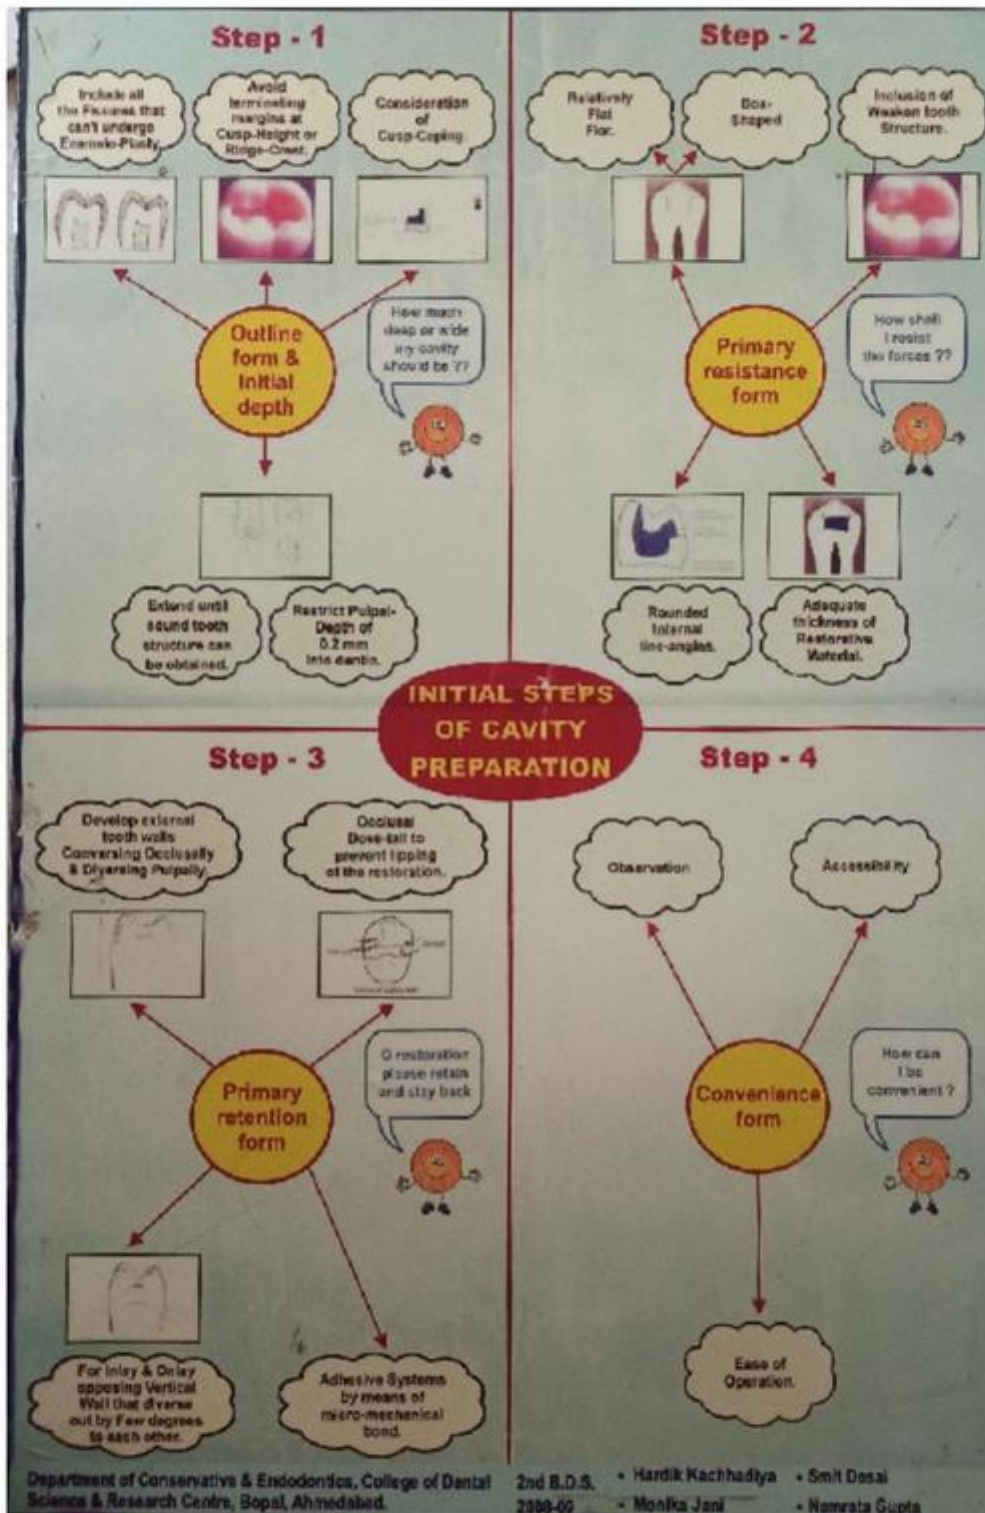 Step - 1
Include all
the Fissures that
can't undergo
Enamelo-Plasty.
Avoid
terminating
margins at
Cusp-Height or
Ridge-Crest.
Consideration
of
Cusp-Caping.
Outline
form &
Initial
depth
How much
deep or wide
my cavity
should be ??
Extend until
sound tooth
structure can
be obtained.
Restrict Pulpal-
Depth of
0.2 mm
into dentin.
Step - 2
Relatively
Flat
Flor.
Box-
Shaped
Inclusion of
Weaken tooth
Structure.
Primary
resistance
form
How shall
I resist
the forces ??
Rounded
Internal
line-angles.
Adequate
thickness of
Restorative
Material.
INITIAL STEPS
OF CAVITY
PREPARATION
Step - 3
Develop external
tooth walls
Conversing Occlusally
& Diversing Pulpally.
Occlusal
Dove-tail to
prevent tipping
of the restoration.
Primary
retention
form
O restoration
please retain
and stay back
For Inlay & Onlay
opposing Vertical
Wall that diverse
out by Few degrees
to each other.
Adhesive Systems
by means of
micro-mechanical
bond.
Step - 4
Observation
Accessibility
Convenience
form
How can
I be
convenient ?
Ease of
Operation.
Department of Conservative & Endodontics, College of Dental
Science & Research Centre, Bopal, Ahmedabad.
2nd B.D.S.
2008-09
• Hardik Kachhadiya
• Smit Desai
• Monika Jani
• Namrata Gupta